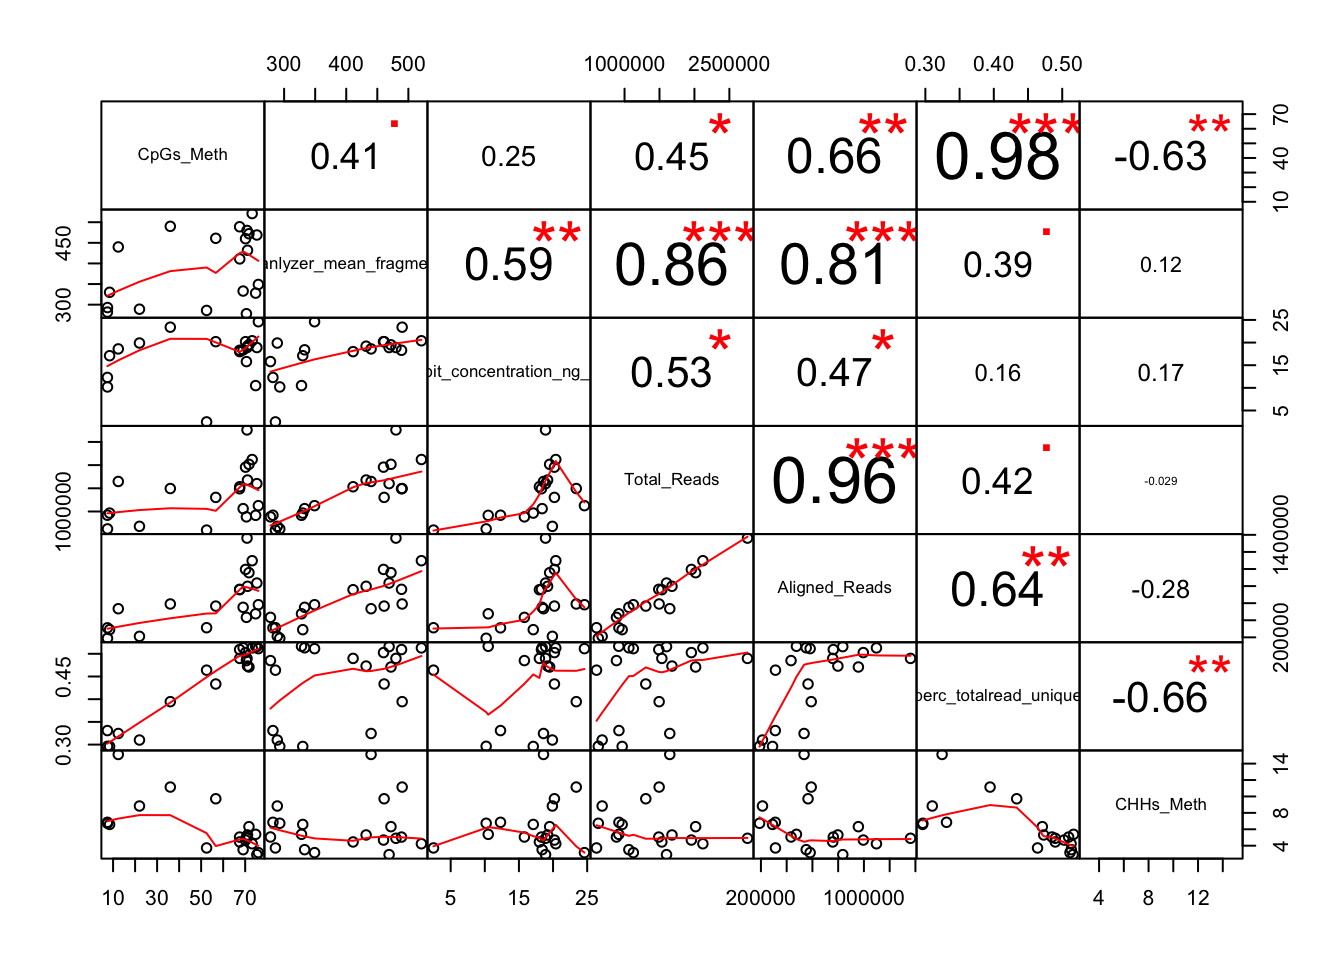 300 400 500 1000000 2500000 0.30 0.40 0.50
CpGs_Meth 0.41 . 0.25 0.45 * 0.66 ** 0.98 *** -0.63 ** 10 40 70
300 450 anlyzer_mean_fragme 0.59 ** 0.86 *** 0.81 *** 0.39 . 0.12
bit_concentration_ng_ 0.53 * 0.47 * 0.16 0.17 5 15 25
1000000 Total_Reads 0.96 *** 0.42 . -0.029
Aligned_Reads 0.64 ** -0.28 200000 1400000
0.30 0.45 perc_totalread_unique -0.66 **
CHHs_Meth 4 8 14
10 30 50 70 5 15 25 200000 1000000 4 8 12